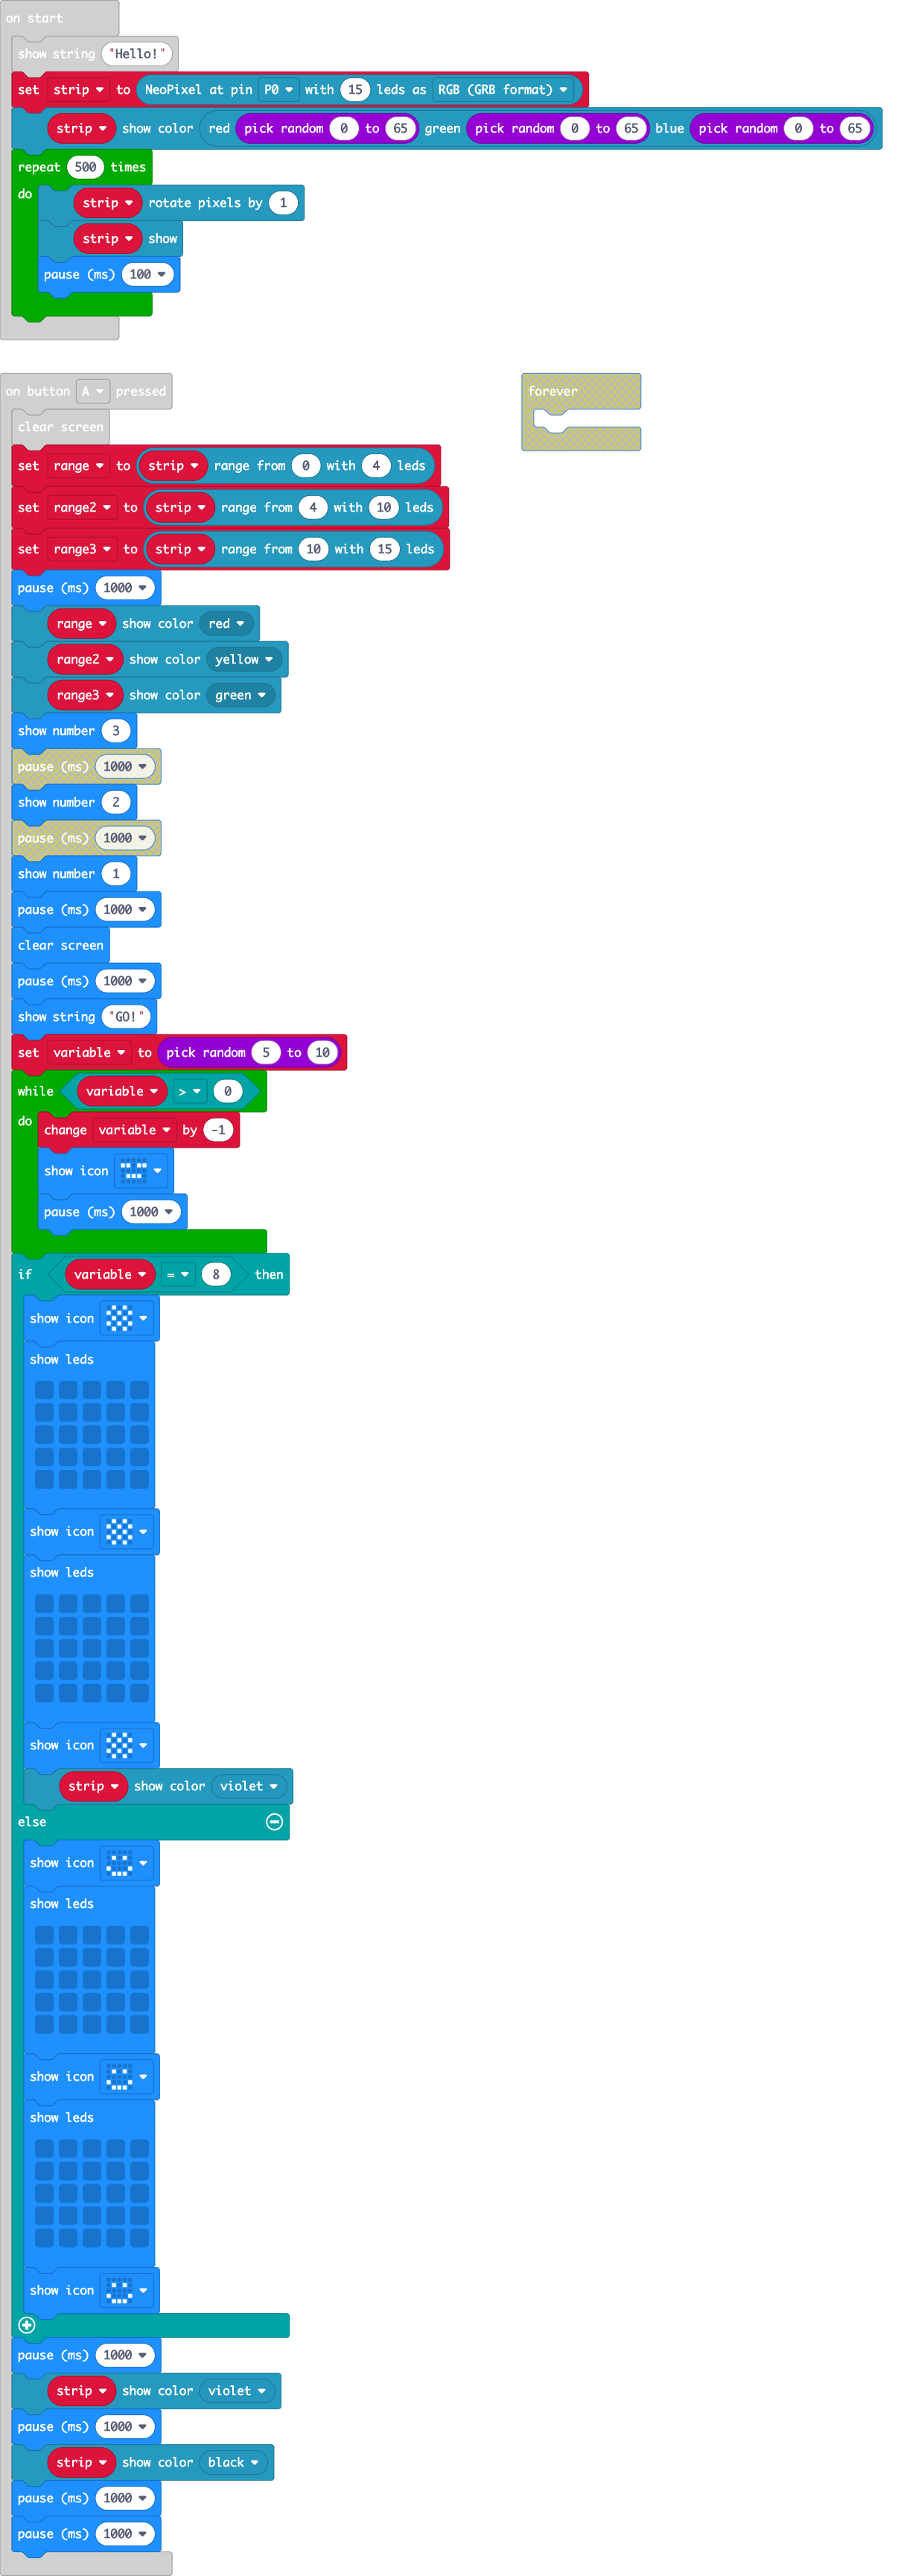 on start
show string "Hello!"
set strip to NeoPixel at pin P0 with 15 leds as RGB (GRB format)
strip show color red pick random 0 to 65 green pick random 0 to 65 blue pick random 0 to 65
repeat 500 times
do
strip rotate pixels by 1
strip show
pause (ms) 100
on button A pressed
forever
clear screen
set range to strip range from 0 with 4 leds
set range2 to strip range from 4 with 10 leds
set range3 to strip range from 10 with 15 leds
pause (ms) 1000
range show color red
range2 show color yellow
range3 show color green
show number 3
pause (ms) 1000
show number 2
pause (ms) 1000
show number 1
pause (ms) 1000
clear screen
pause (ms) 1000
show string "GO!"
set variable to pick random 5 to 10
while variable > 0
do
change variable by -1
show icon
pause (ms) 1000
if variable = 8 then
show icon
show leds
show icon
show leds
show icon
strip show color violet
else
show icon
show leds
show icon
show leds
show icon
pause (ms) 1000
strip show color violet
pause (ms) 1000
strip show color black
pause (ms) 1000
pause (ms) 1000